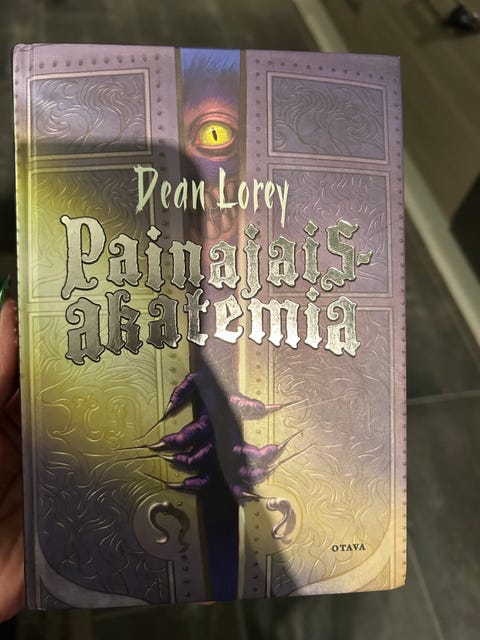 Dean Lorey
Painajais-
akatemia
OTAVA